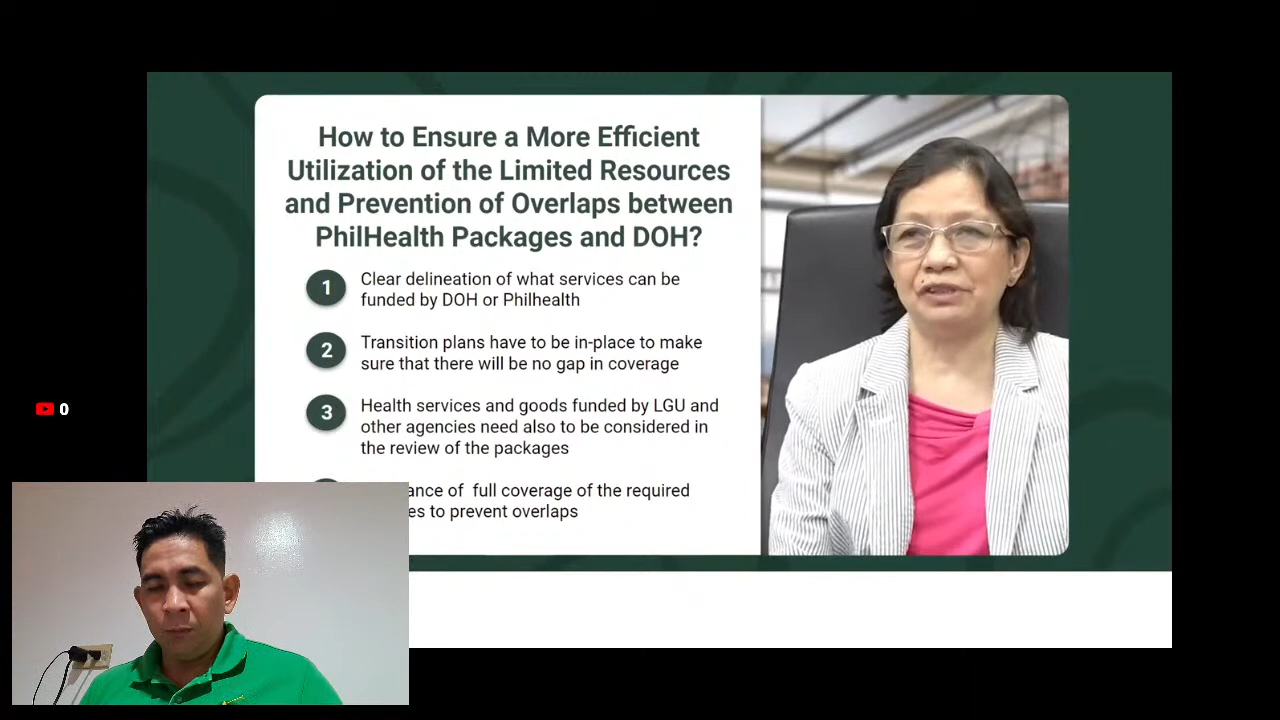 How to Ensure a More Efficient
Utilization of the Limited Resources
and Prevention of Overlaps between
PhilHealth Packages and DOH?
1 Clear delineation of what services can be
funded by DOH or Philhealth
2 Transition plans have to be in-place to make
sure that there will be no gap in coverage
3 Health services and goods funded by LGU and
other agencies need also to be considered in
the review of the packages
of full coverage of the required
to prevent overlaps
0